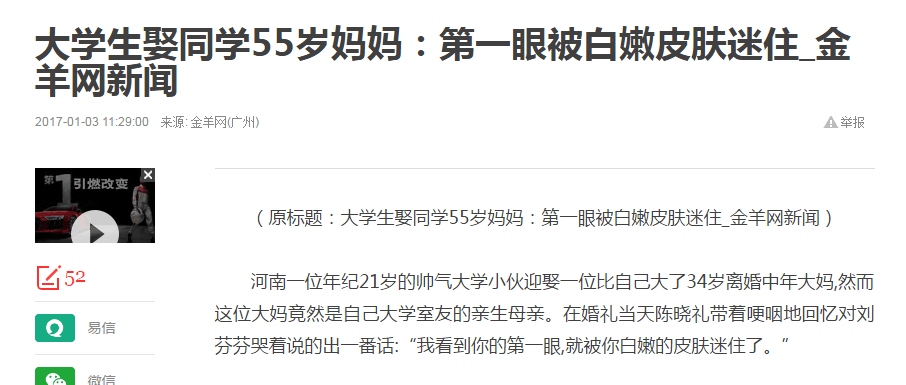 大学生娶同学55岁妈妈：第一眼被白嫩皮肤迷住_金
羊网新闻
2017-01-03 11:29:00 来源: 金羊网(广州)
举报
第1引燃改变
52
易信
微信
（原标题：大学生娶同学55岁妈妈：第一眼被白嫩皮肤迷住_金羊网新闻）
河南一位年纪21岁的帅气大学小伙迎娶一位比自己大了34岁离婚中年大妈,然而
这位大妈竟然是自己大学室友的亲生母亲。在婚礼当天陈晓礼带着哽咽地回忆对刘
芬芬哭着说的出一番话:“我看到你的第一眼,就被你白嫩的皮肤迷住了。”